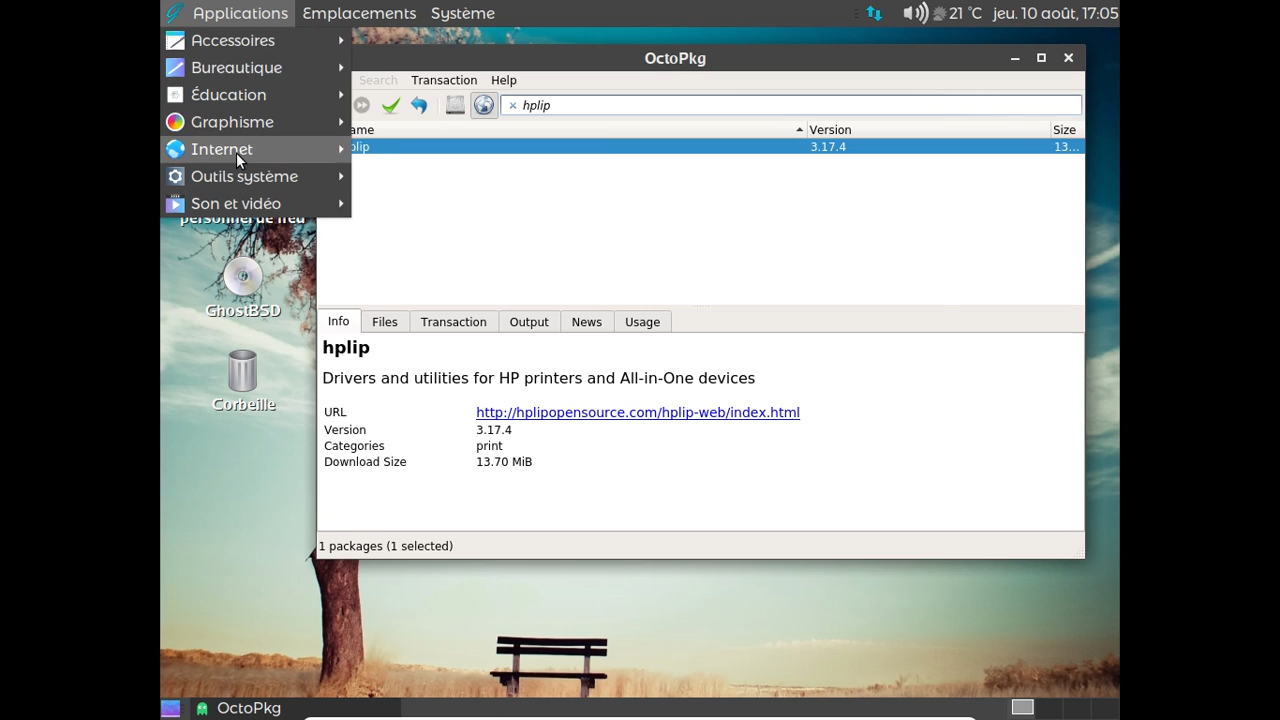 Applications Emplacements Système 21 °C jeu. 10 août, 17:05
Accessoires
Bureautique
Éducation
Graphisme
Internet
Outils système
Son et vidéo
OctoPkg
Search Transaction Help
hplip
Version Size
3.17.4 13...
GhostBSD
Corbeille
Info Files Transaction Output News Usage
hplip
Drivers and utilities for HP printers and All-in-One devices
URL http://hplipopensource.com/hplip-web/index.html
Version 3.17.4
Categories print
Download Size 13.70 MiB
1 packages (1 selected)
OctoPkg